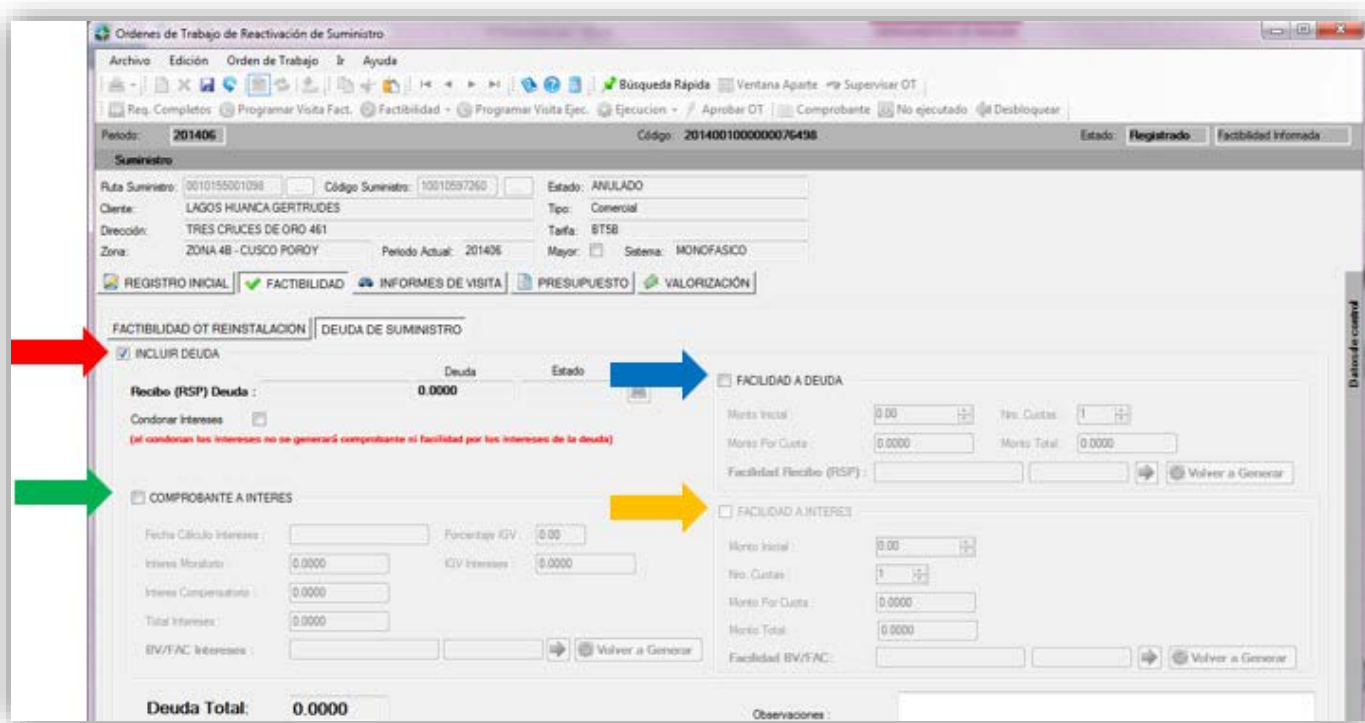 Ordenes de Trabajo de Reactivación de Suministro
Archivo Edición Orden de Trabajo Ir Ayuda
Búsqueda Rápida Ventana Aparte Supervisar OT
Req. Completos Programar Visita Fact. Factibilidad Programar Visita Ejec. Ejecucion Aprobar OT Comprobante No ejecutado Desbloquear
Periodo: 201406 Código: 2014001000000076498 Estado: Registrado Factibilidad Informada
Suministro
Ruta Suministro: 0010155001098 ... Código Suministro: 10010597260 ... Estado: ANULADO
Cliente: LAGOS HUANCA GERTRUDES Tipo: Comercial
Dirección: TRES CRUCES DE ORO 461 Tarifa: BT5B
Zona: ZONA 4B - CUSCO POROY Periodo Actual: 201406 Mayor: Sistema: MONOFASICO
REGISTRO INICIAL FACTIBILIDAD INFORMES DE VISITA PRESUPUESTO VALORIZACIÓN
Datos de control
FACTIBILIDAD OT REINSTALACION DEUDA DE SUMINISTRO
INCLUIR DEUDA
Deuda Estado
Recibo (RSP) Deuda : 0.0000
Condonar Intereses
(al condonan los intereses no se generará comprobante ni facilidad por los intereses de la deuda)
FACILIDAD A DEUDA
Monto Inicial : 0.00 Nro. Cuotas: 1
Monto Por Cuota : 0.0000 Monto Total: 0.0000
Facilidad Recibo (RSP) : Volver a Generar
COMPROBANTE A INTERES
Fecha Cálculo Intereses : Porcentaje IGV : 0.00
Interes Moratorio : 0.0000 IGV Intereses : 0.0000
Interes Compensatorio : 0.0000
Total Intereses : 0.0000
BV/FAC Intereses : Volver a Generar
FACILIDAD A INTERES
Monto Inicial : 0.00
Nro. Cuotas : 1
Monto Por Cuota : 0.0000
Monto Total: 0.0000
Facilidad BV/FAC: Volver a Generar
Deuda Total: 0.0000
Observaciones :